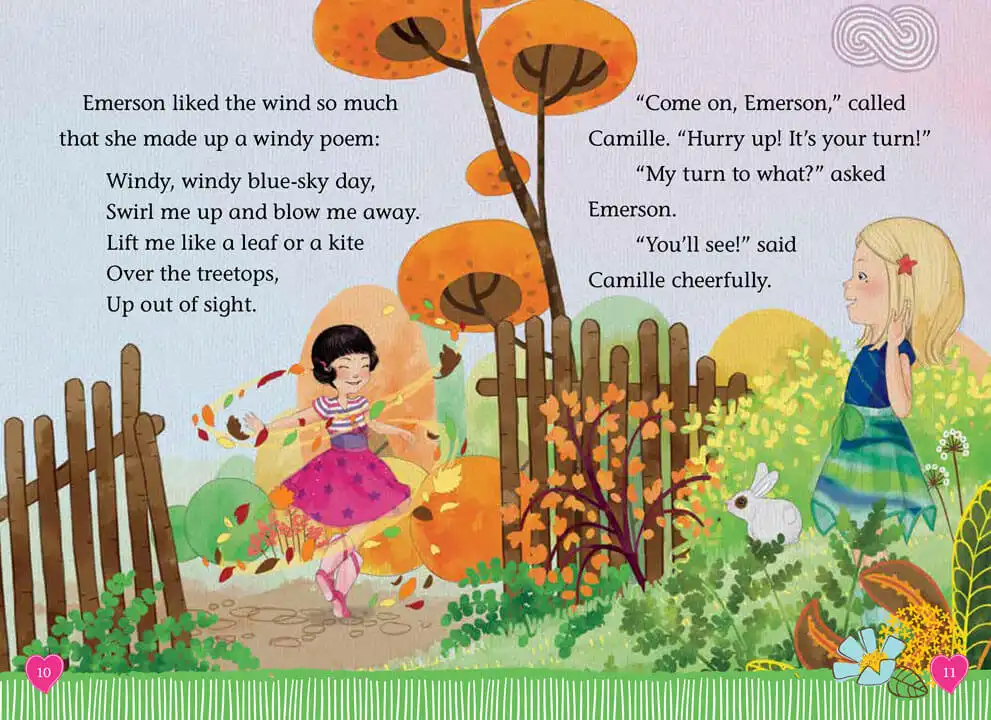 Emerson liked the wind so much
that she made up a windy poem:
Windy, windy blue-sky day,
Swirl me up and blow me away.
Lift me like a leaf or a kite
Over the treetops,
Up out of sight.
10
“Come on, Emerson,” called
Camille. “Hurry up! It’s your turn!”
“My turn to what?” asked
Emerson.
“You’ll see!” said
Camille cheerfully.
11